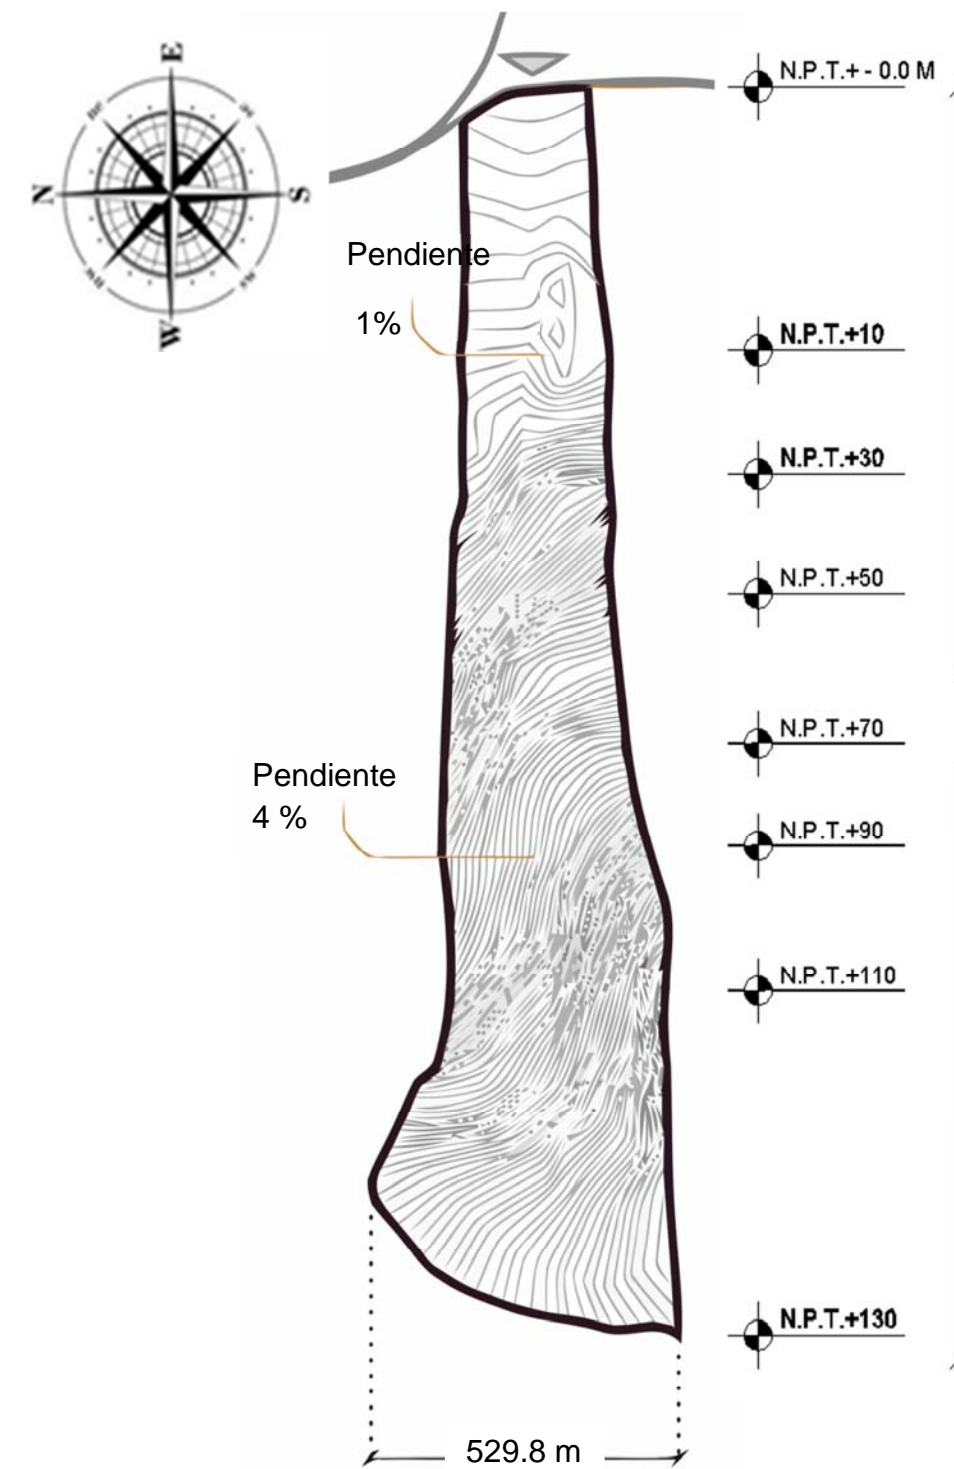 E
N
S
W
N.P.T.+ - 0.0 M
Pendiente
1%
N.P.T.+10
N.P.T.+30
N.P.T.+50
N.P.T.+70
Pendiente
4 %
N.P.T.+90
N.P.T.+110
N.P.T.+130
529.8 m